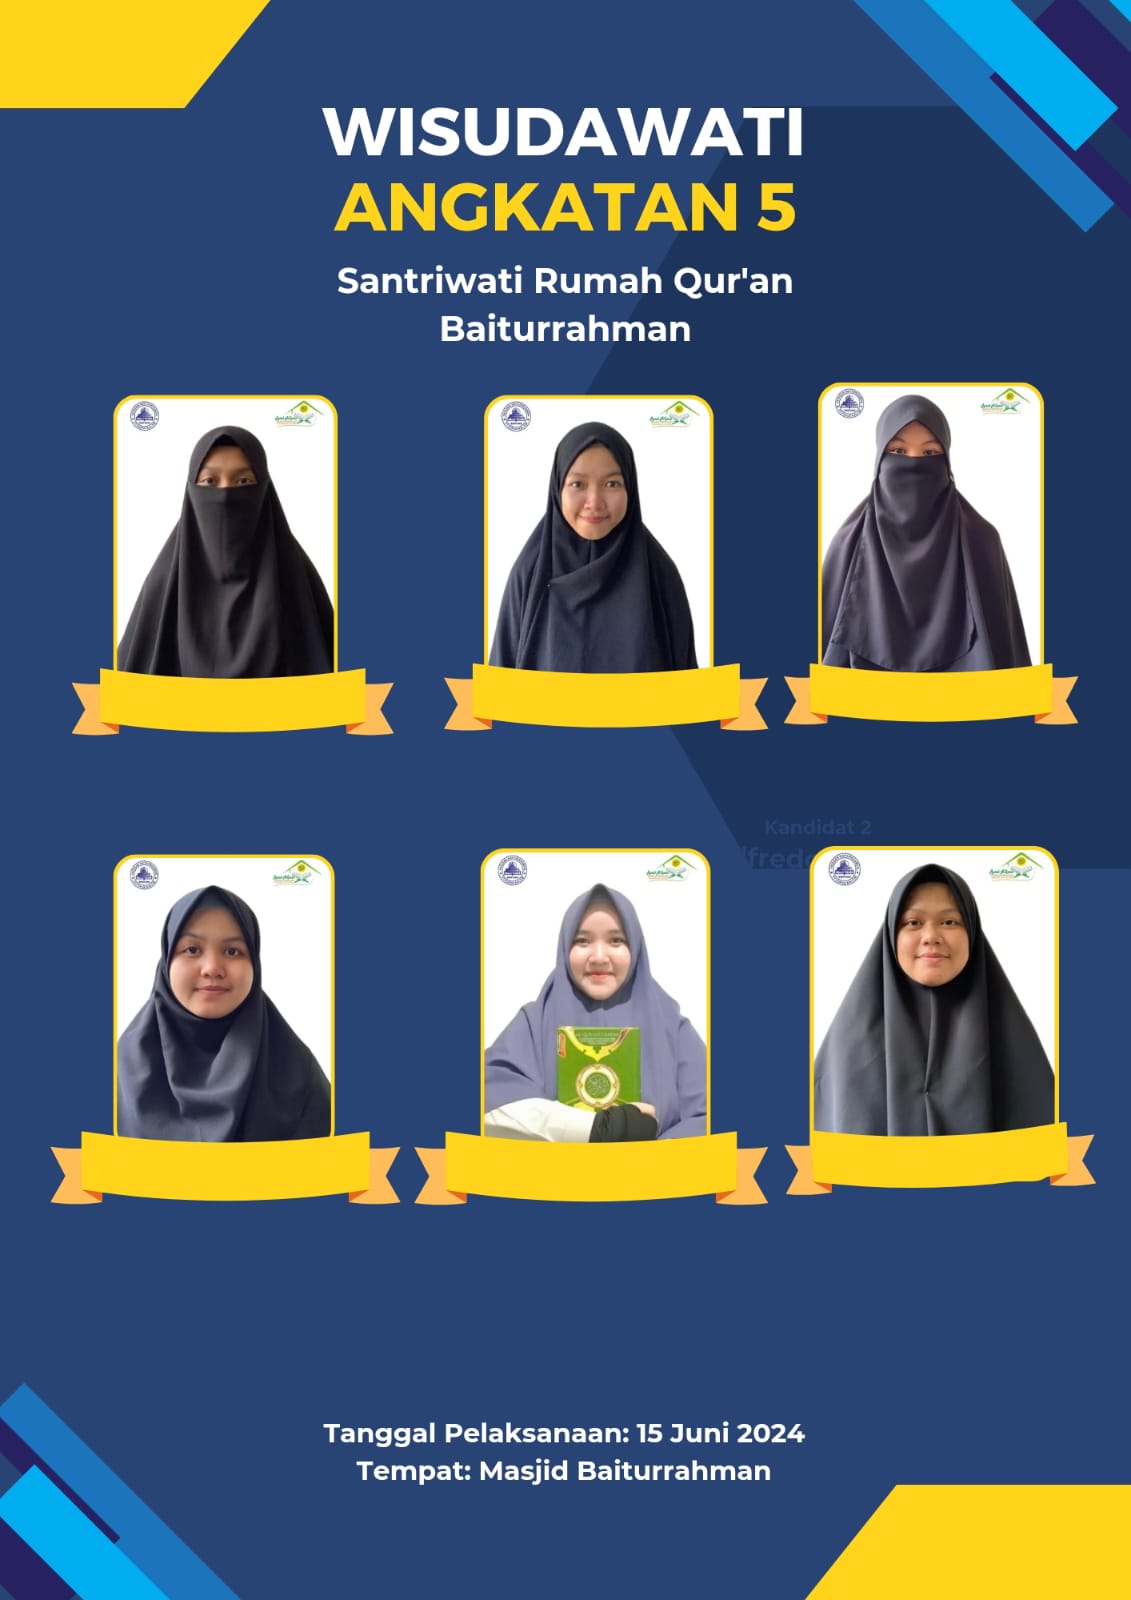 WISUDAWATI
ANGKATAN 5
Santriwati Rumah Qur'an
Baiturrahman
Kandidat 2
Tanggal Pelaksanaan: 15 Juni 2024
Tempat: Masjid Baiturrahman